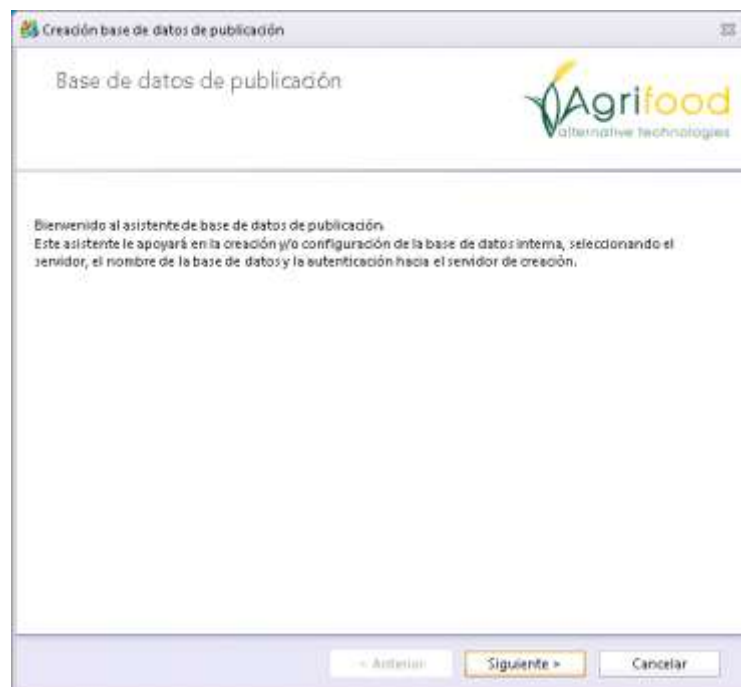 Creación base de datos de publicación
Base de datos de publicación
Agrifood
alternative technologies
Bienvenido al asistente de base de datos de publicación.
Este asistente le apoyará en la creación y/o configuración de la base de datos interna, seleccionando el
servidor, el nombre de la base de datos y la autenticación hacia el servidor de creación.
< Anterior
Siguiente >
Cancelar